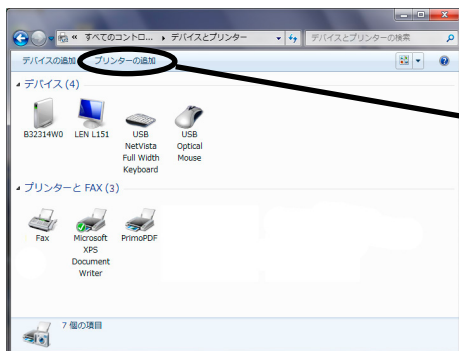 « すべてのコントロ... ▸ デバイスとプリンター
デバイスとプリンターの検索
デバイスの追加 プリンターの追加
デバイス (4)
B32314W0
LEN L151
USB
NetVista
Full Width
Keyboard
USB
Optical
Mouse
プリンターと FAX (3)
Fax
Microsoft
XPS
Document
Writer
PrimoPDF
7 個の項目